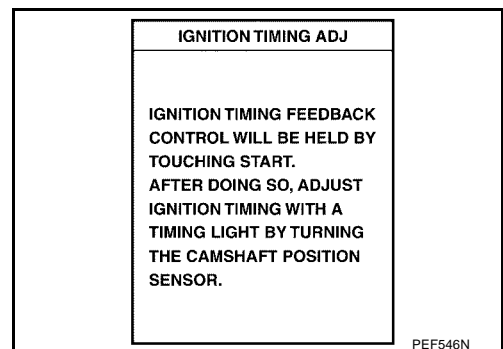 IGNITION TIMING ADJ
IGNITION TIMING FEEDBACK
CONTROL WILL BE HELD BY
TOUCHING START.
AFTER DOING SO, ADJUST
IGNITION TIMING WITH A
TIMING LIGHT BY TURNING
THE CAMSHAFT POSITION
SENSOR.
PEF546N